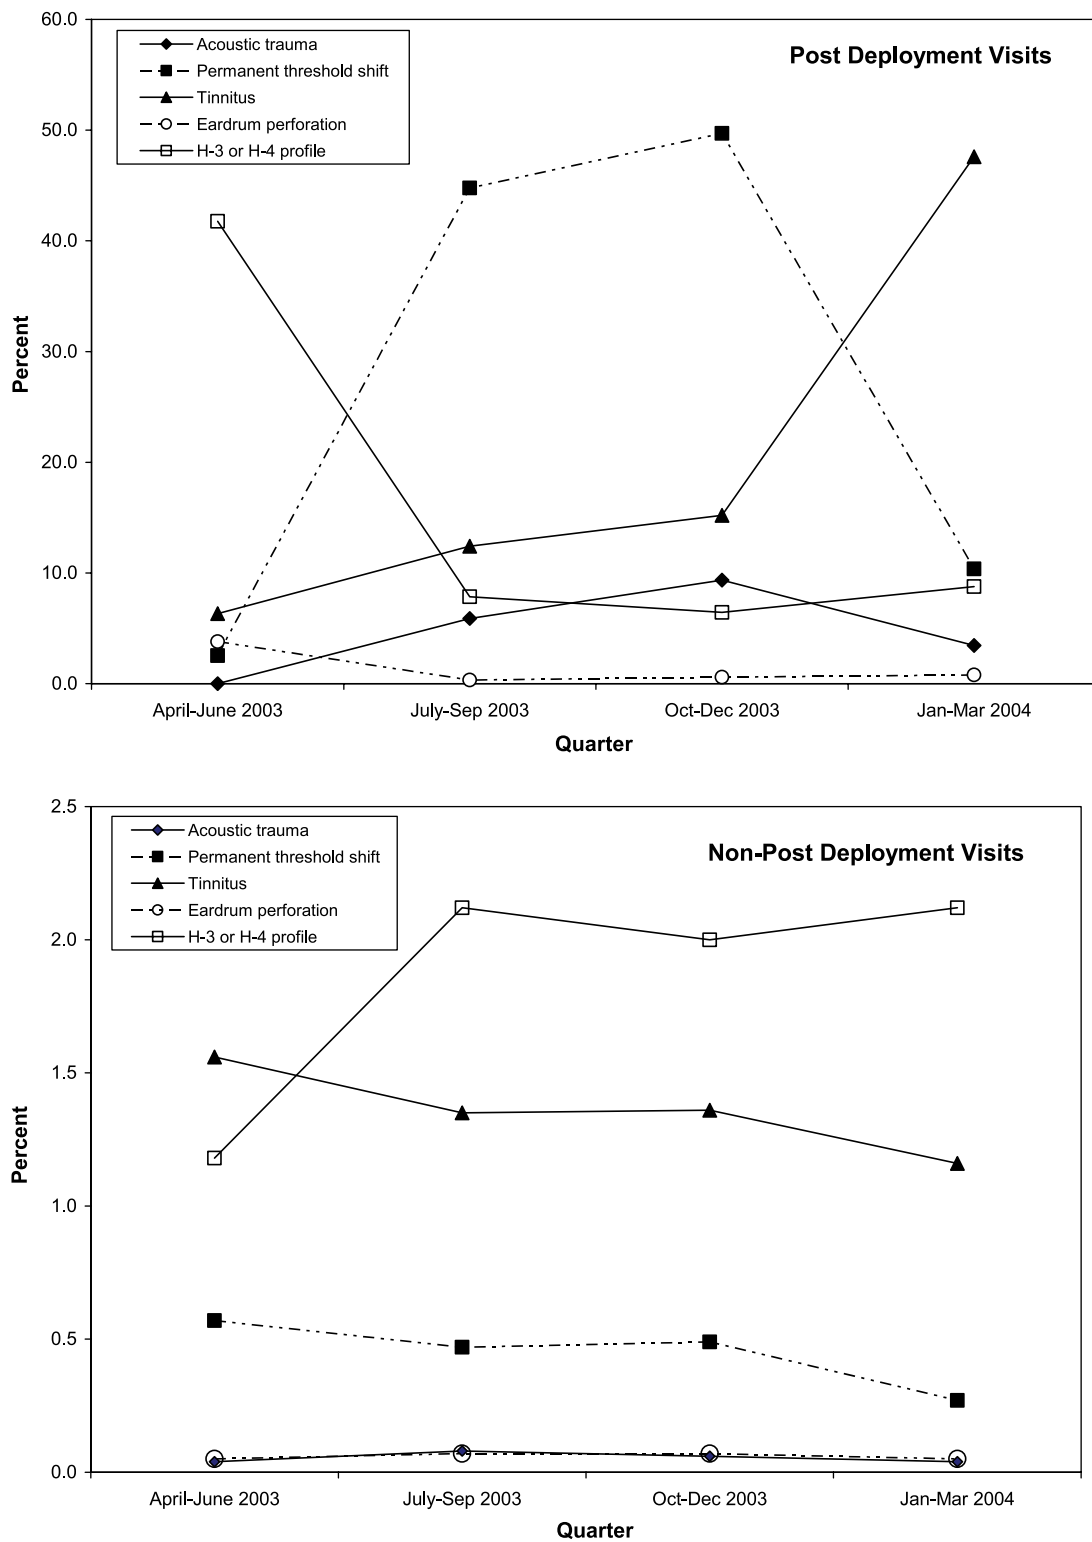 60.0
50.0
40.0
30.0
20.0
10.0
0.0
Percent
Acoustic trauma
Permanent threshold shift
Tinnitus
Eardrum perforation
H-3 or H-4 profile
Post Deployment Visits
April-June 2003 July-Sep 2003 Oct-Dec 2003 Jan-Mar 2004
Quarter
2.5
2.0
1.5
1.0
0.5
0.0
Percent
Acoustic trauma
Permanent threshold shift
Tinnitus
Eardrum perforation
H-3 or H-4 profile
Non-Post Deployment Visits
April-June 2003 July-Sep 2003 Oct-Dec 2003 Jan-Mar 2004
Quarter